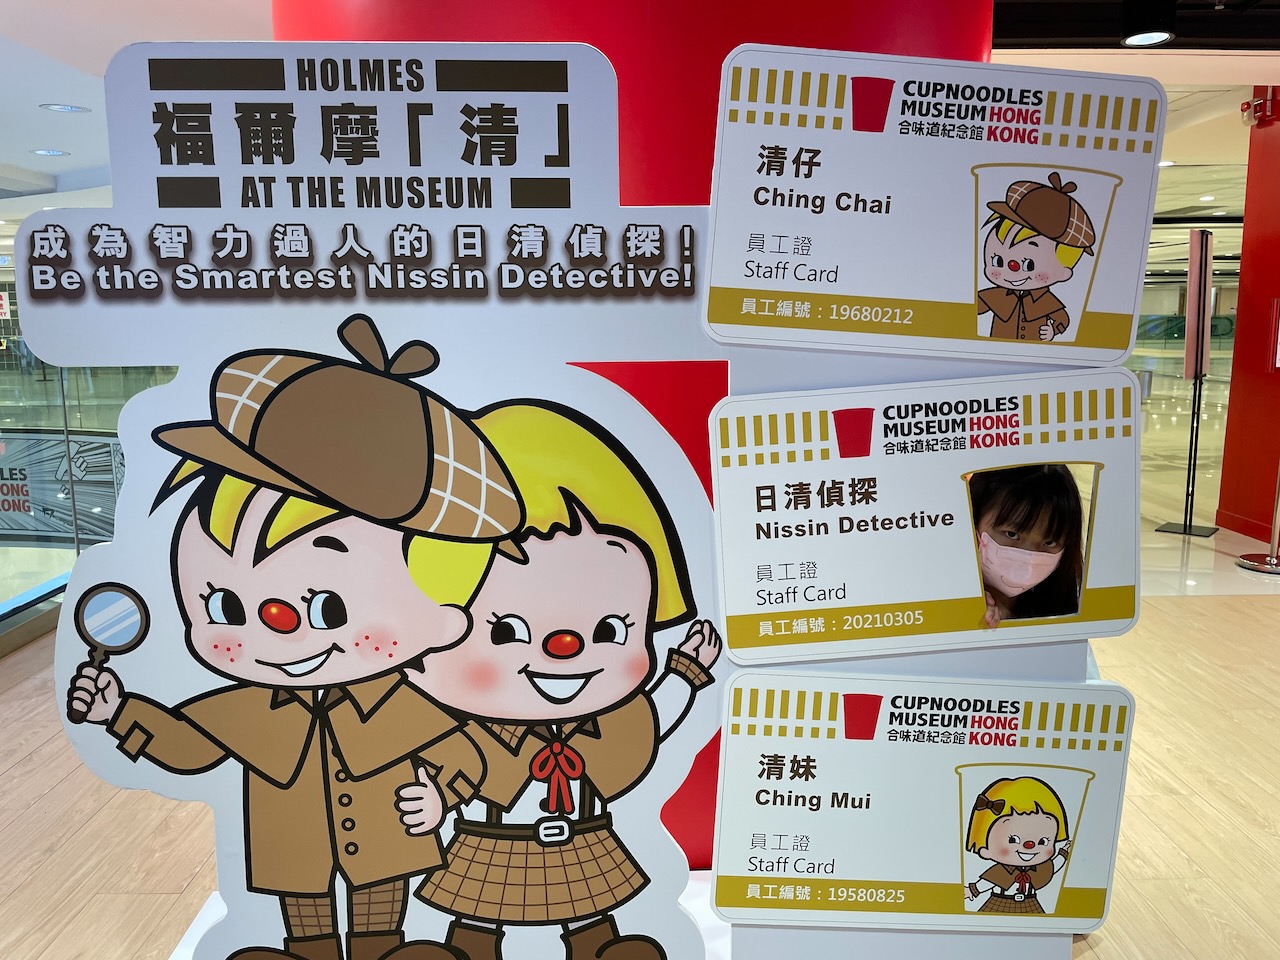 HOLMES
福爾摩「清」
AT THE MUSEUM
成為智力過人的日清偵探！
Be the Smartest Nissin Detective!
CUPNOODLES
MUSEUM HONG
合味道紀念館 KONG
清仔
Ching Chai
員工證
Staff Card
員工編號：19680212
CUPNOODLES
MUSEUM HONG
合味道紀念館 KONG
日清偵探
Nissin Detective
員工證
Staff Card
員工編號：20210305
CUPNOODLES
MUSEUM HONG
合味道紀念館 KONG
清妹
Ching Mui
員工證
Staff Card
員工編號：19580825